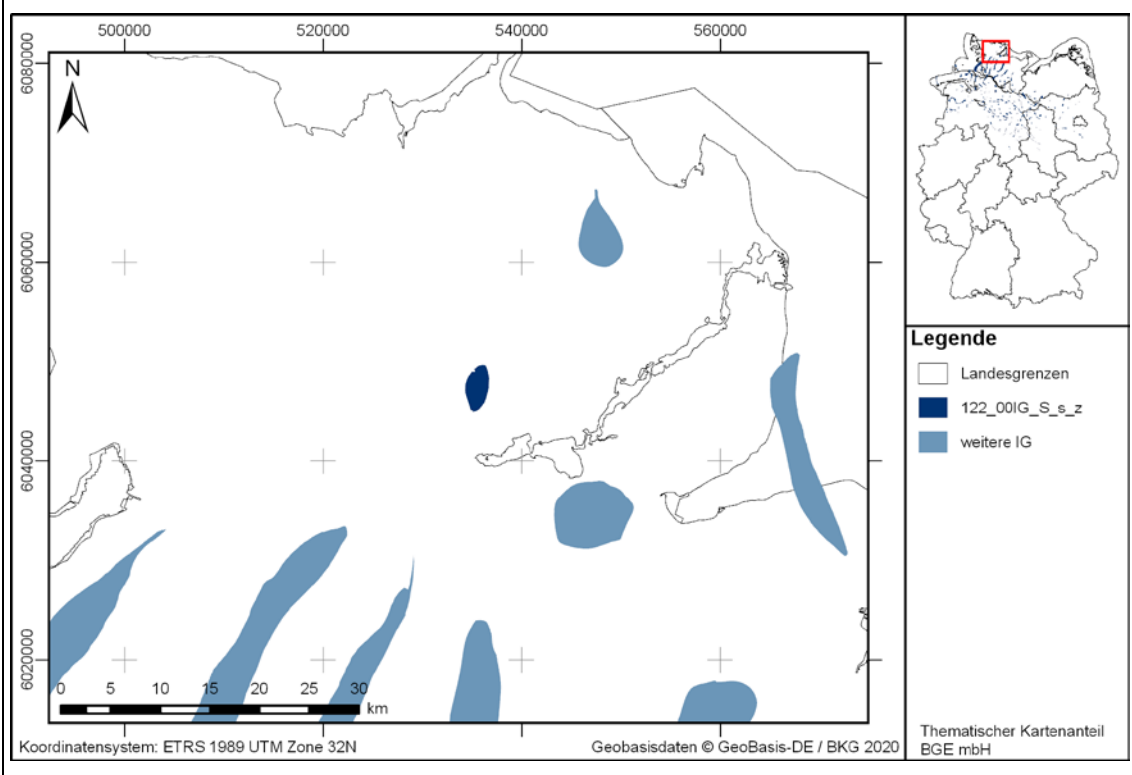 500000 520000 540000 560000
6080000
6060000
6040000
6020000
N
0 5 10 15 20 25 30
km
Koordinatensystem: ETRS 1989 UTM Zone 32N
Geobasisdaten © GeoBasis-DE / BKG 2020
Legende
Landesgrenzen
122_00IG_S_s_z
weitere IG
Thematischer Kartenanteil
BGE mbH